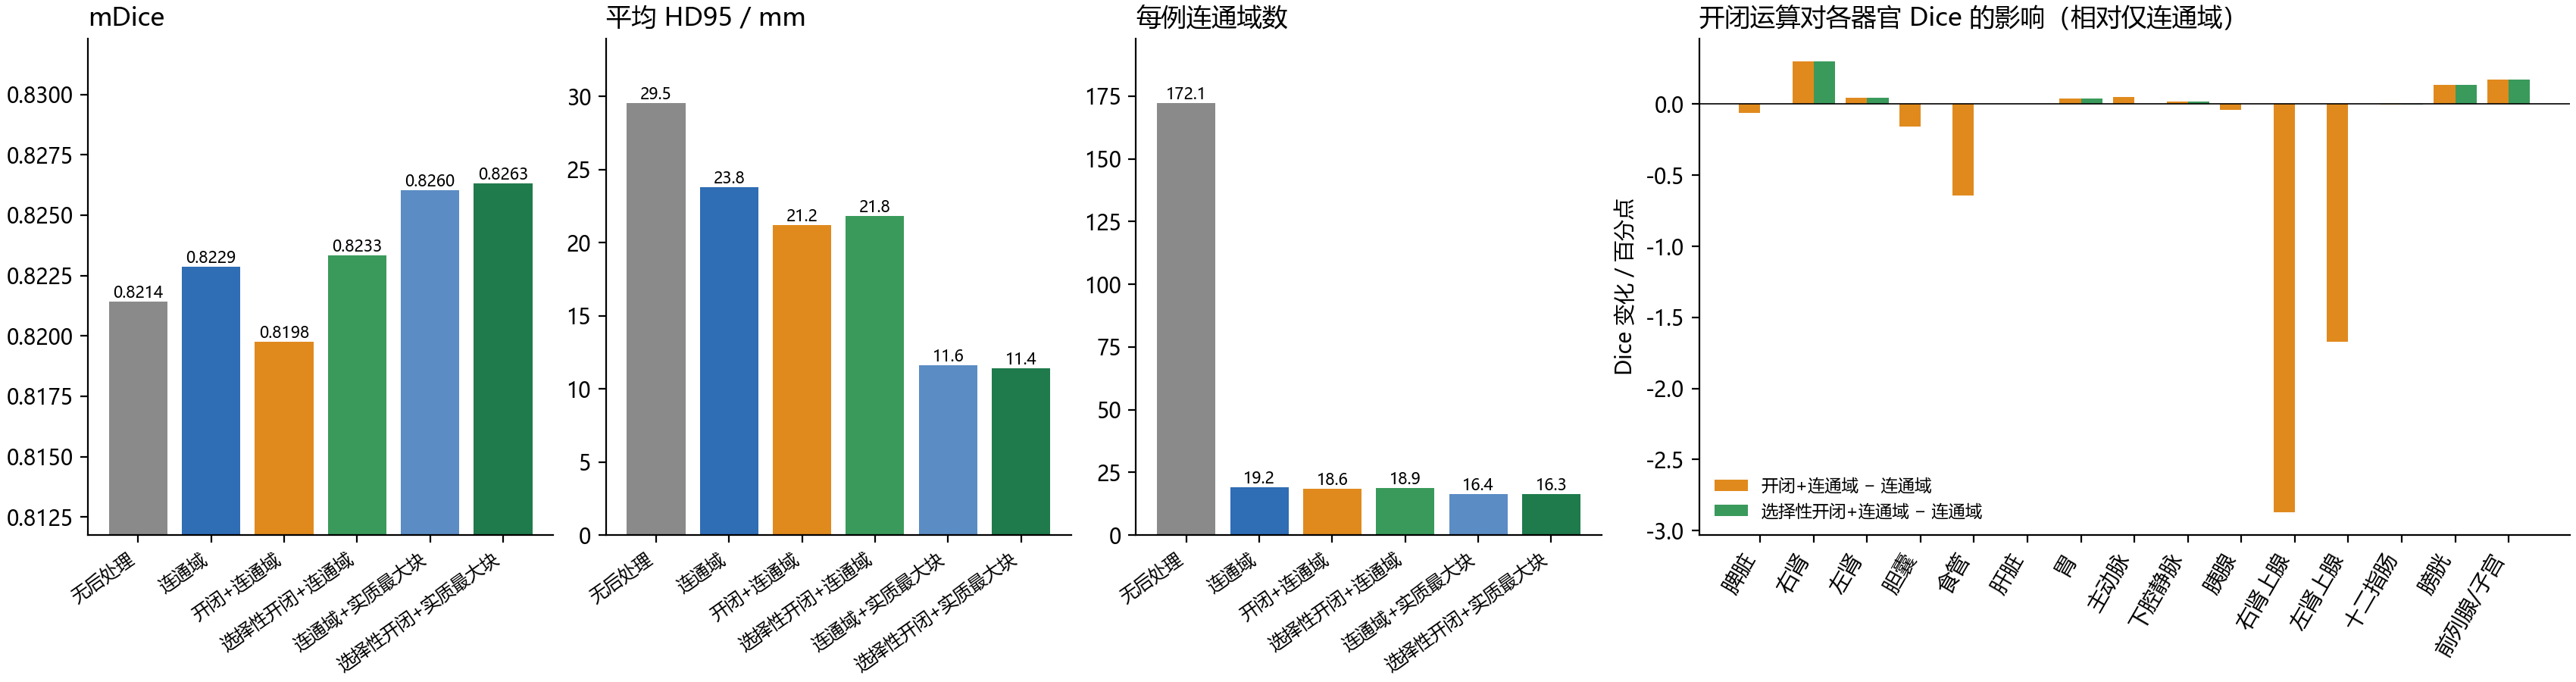 mDice
0.8300
0.8275
0.8250
0.8225
0.8200
0.8175
0.8150
0.8125
0.8214
0.8229
0.8198
0.8233
0.8260
0.8263
无后处理
连通域
开闭+连通域
选择性开闭+连通域
连通域+实质最大块
选择性开闭+实质最大块
平均 HD95 / mm
30
25
20
15
10
5
0
29.5
23.8
21.2
21.8
11.6
11.4
无后处理
连通域
开闭+连通域
选择性开闭+连通域
连通域+实质最大块
选择性开闭+实质最大块
每例连通域数
175
150
125
100
75
50
25
0
172.1
19.2
18.6
18.9
16.4
16.3
无后处理
连通域
开闭+连通域
选择性开闭+连通域
连通域+实质最大块
选择性开闭+实质最大块
开闭运算对各器官 Dice 的影响（相对仅连通域）
Dice 变化 / 百分点
0.0
-0.5
-1.0
-1.5
-2.0
-2.5
-3.0
开闭+连通域 − 连通域
选择性开闭+连通域 − 连通域
脾脏
右肾
左肾
胆囊
食管
肝脏
胃
主动脉
下腔静脉
胰腺
右肾上腺
左肾上腺
十二指肠
膀胱
前列腺/子宫